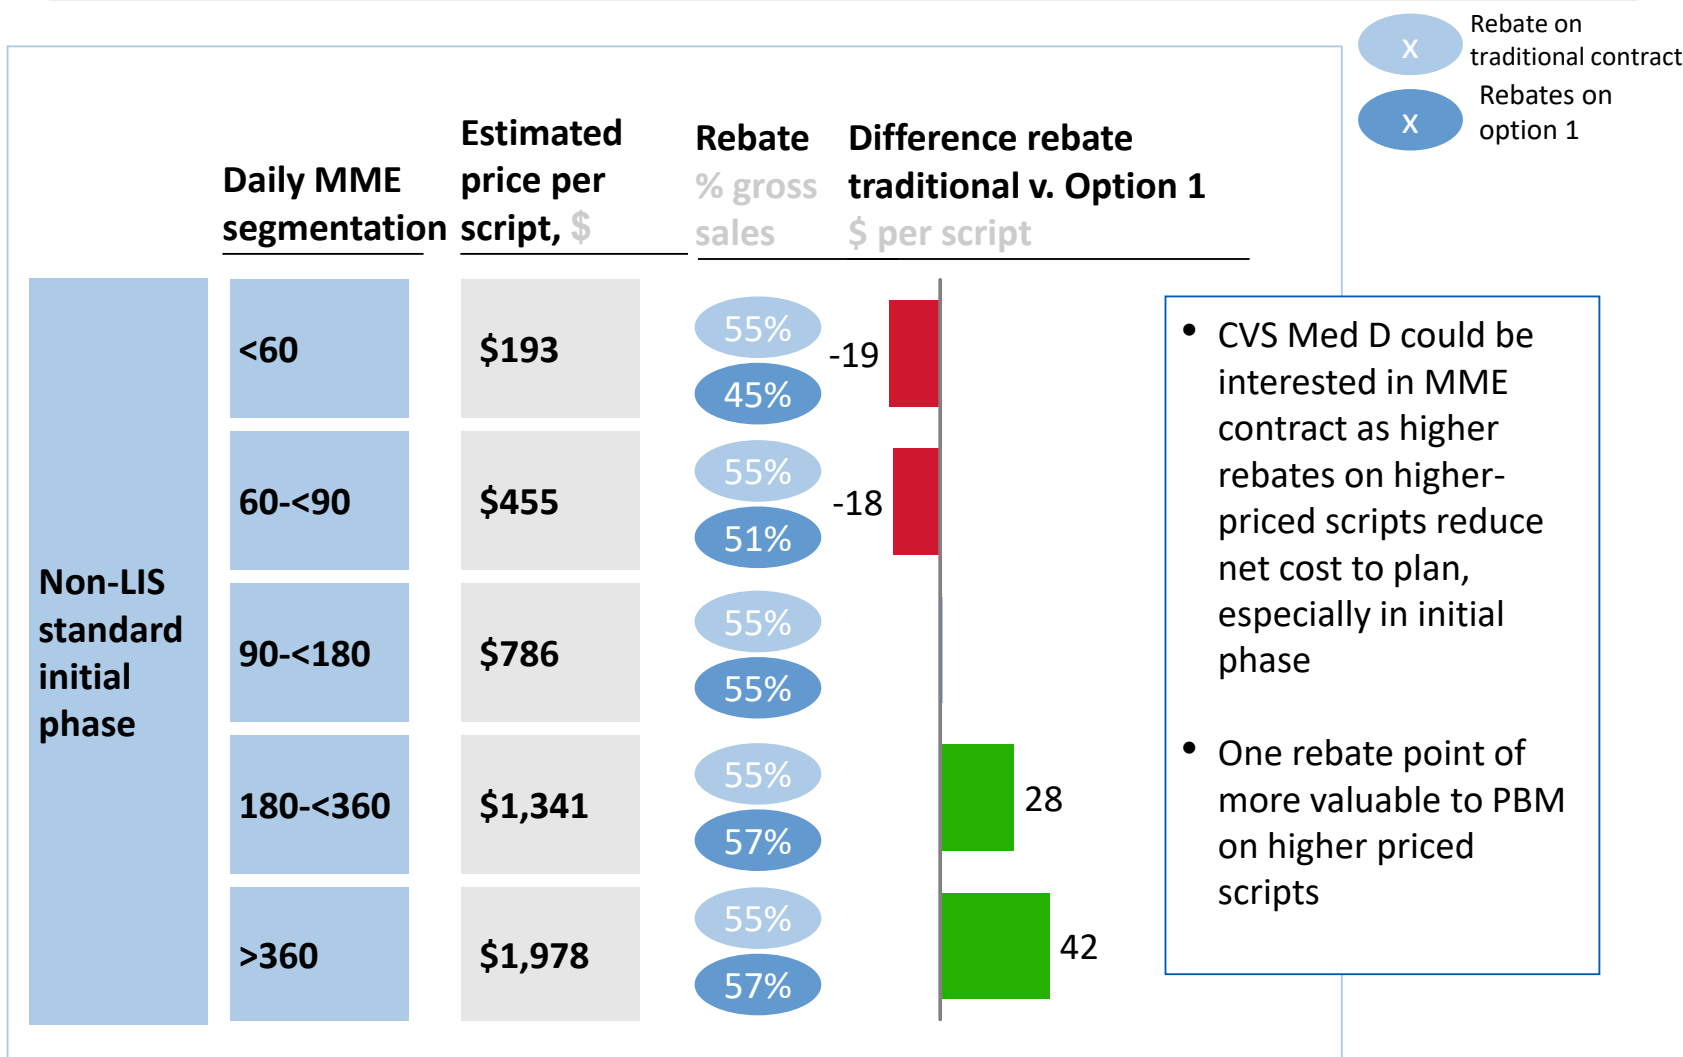 x
Rebate on
traditional contract
x
Rebates on
option 1
Daily MME
segmentation
Estimated
price per
script, $
Rebate
% gross
sales
Difference rebate
traditional v. Option 1
$ per script
Non-LIS
standard
initial
phase
<60
$193
55%
45%
-19
60-<90
$455
55%
51%
-18
90-<180
$786
55%
55%
180-<360
$1,341
55%
57%
28
>360
$1,978
55%
57%
42
• CVS Med D could be
interested in MME
contract as higher
rebates on higher-
priced scripts reduce
net cost to plan,
especially in initial
phase
• One rebate point of
more valuable to PBM
on higher priced
scripts